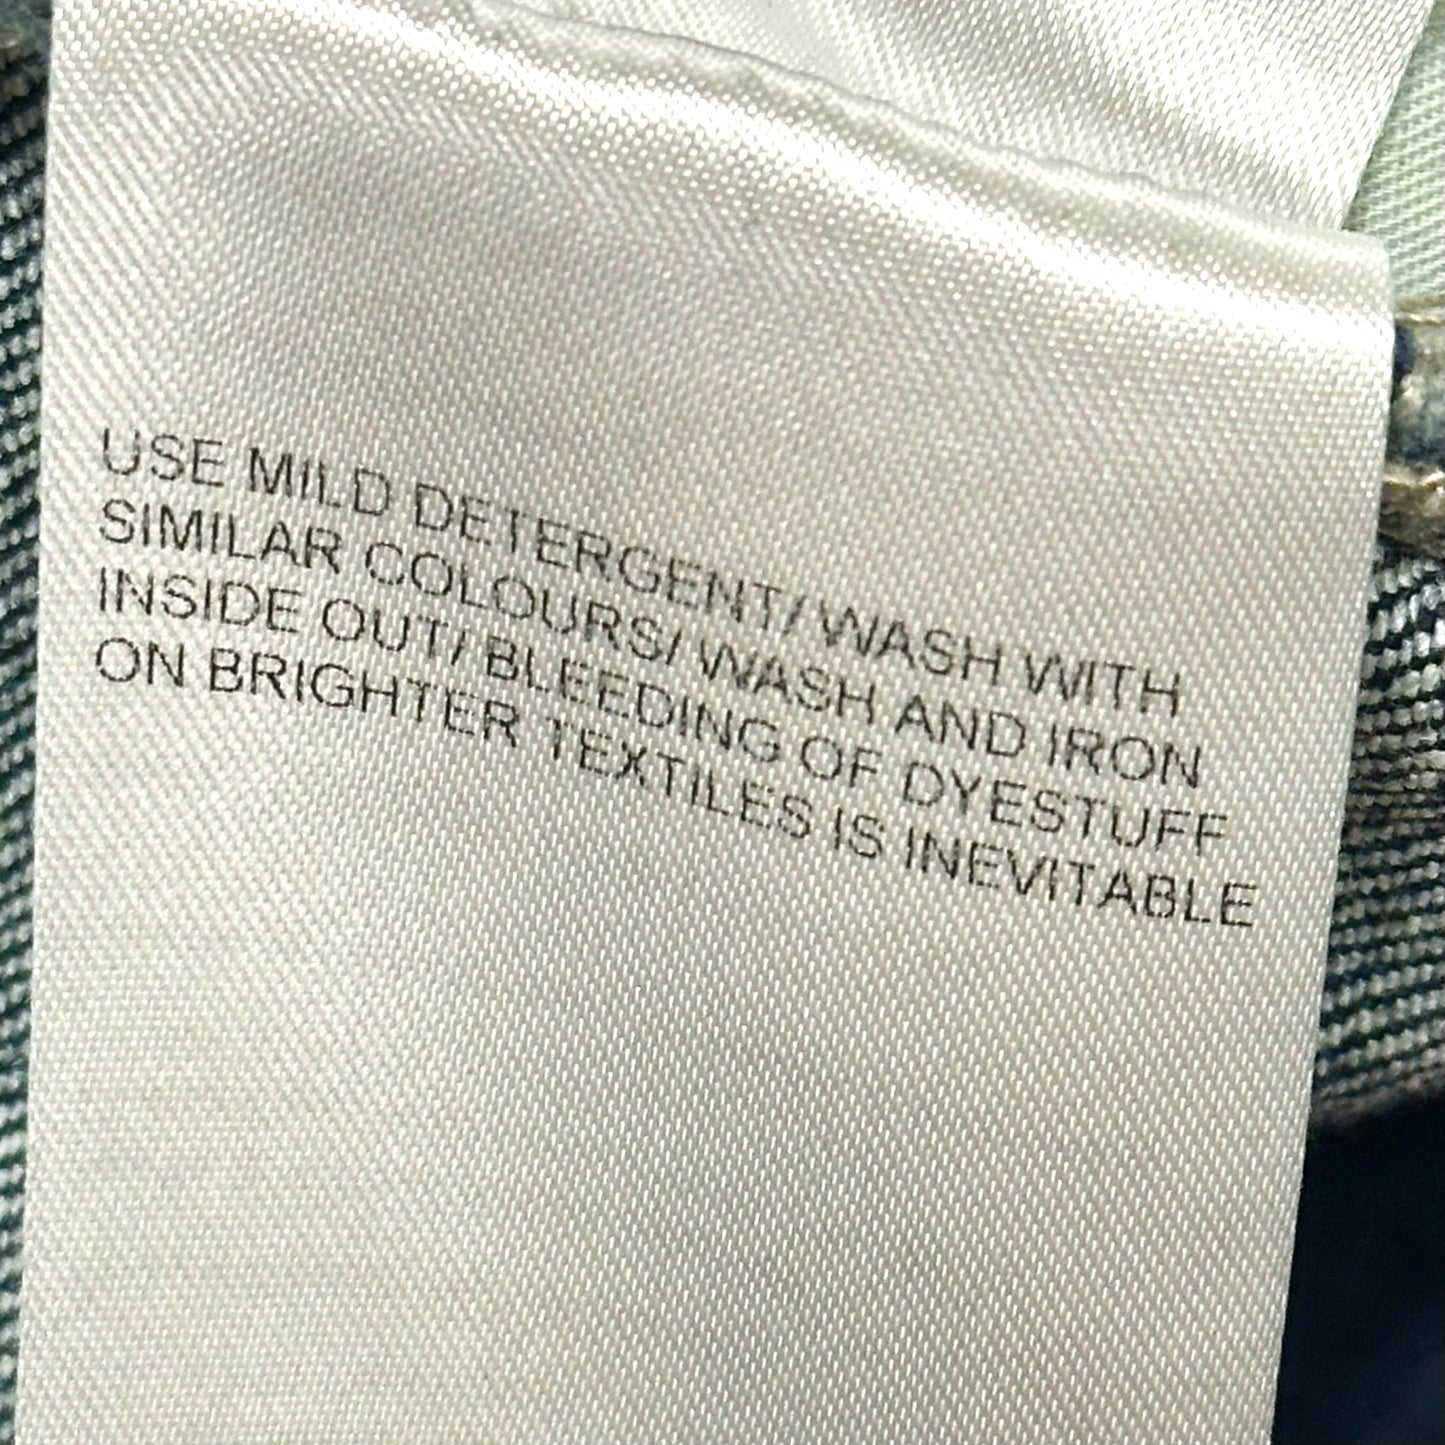 USE MILD DETERGENT/ WASH WITH
SIMILAR COLOURS/ WASH AND IRON
INSIDE OUT/ BLEEDING OF DYESTUFF
ON BRIGHTER TEXTILES IS INEVITABLE